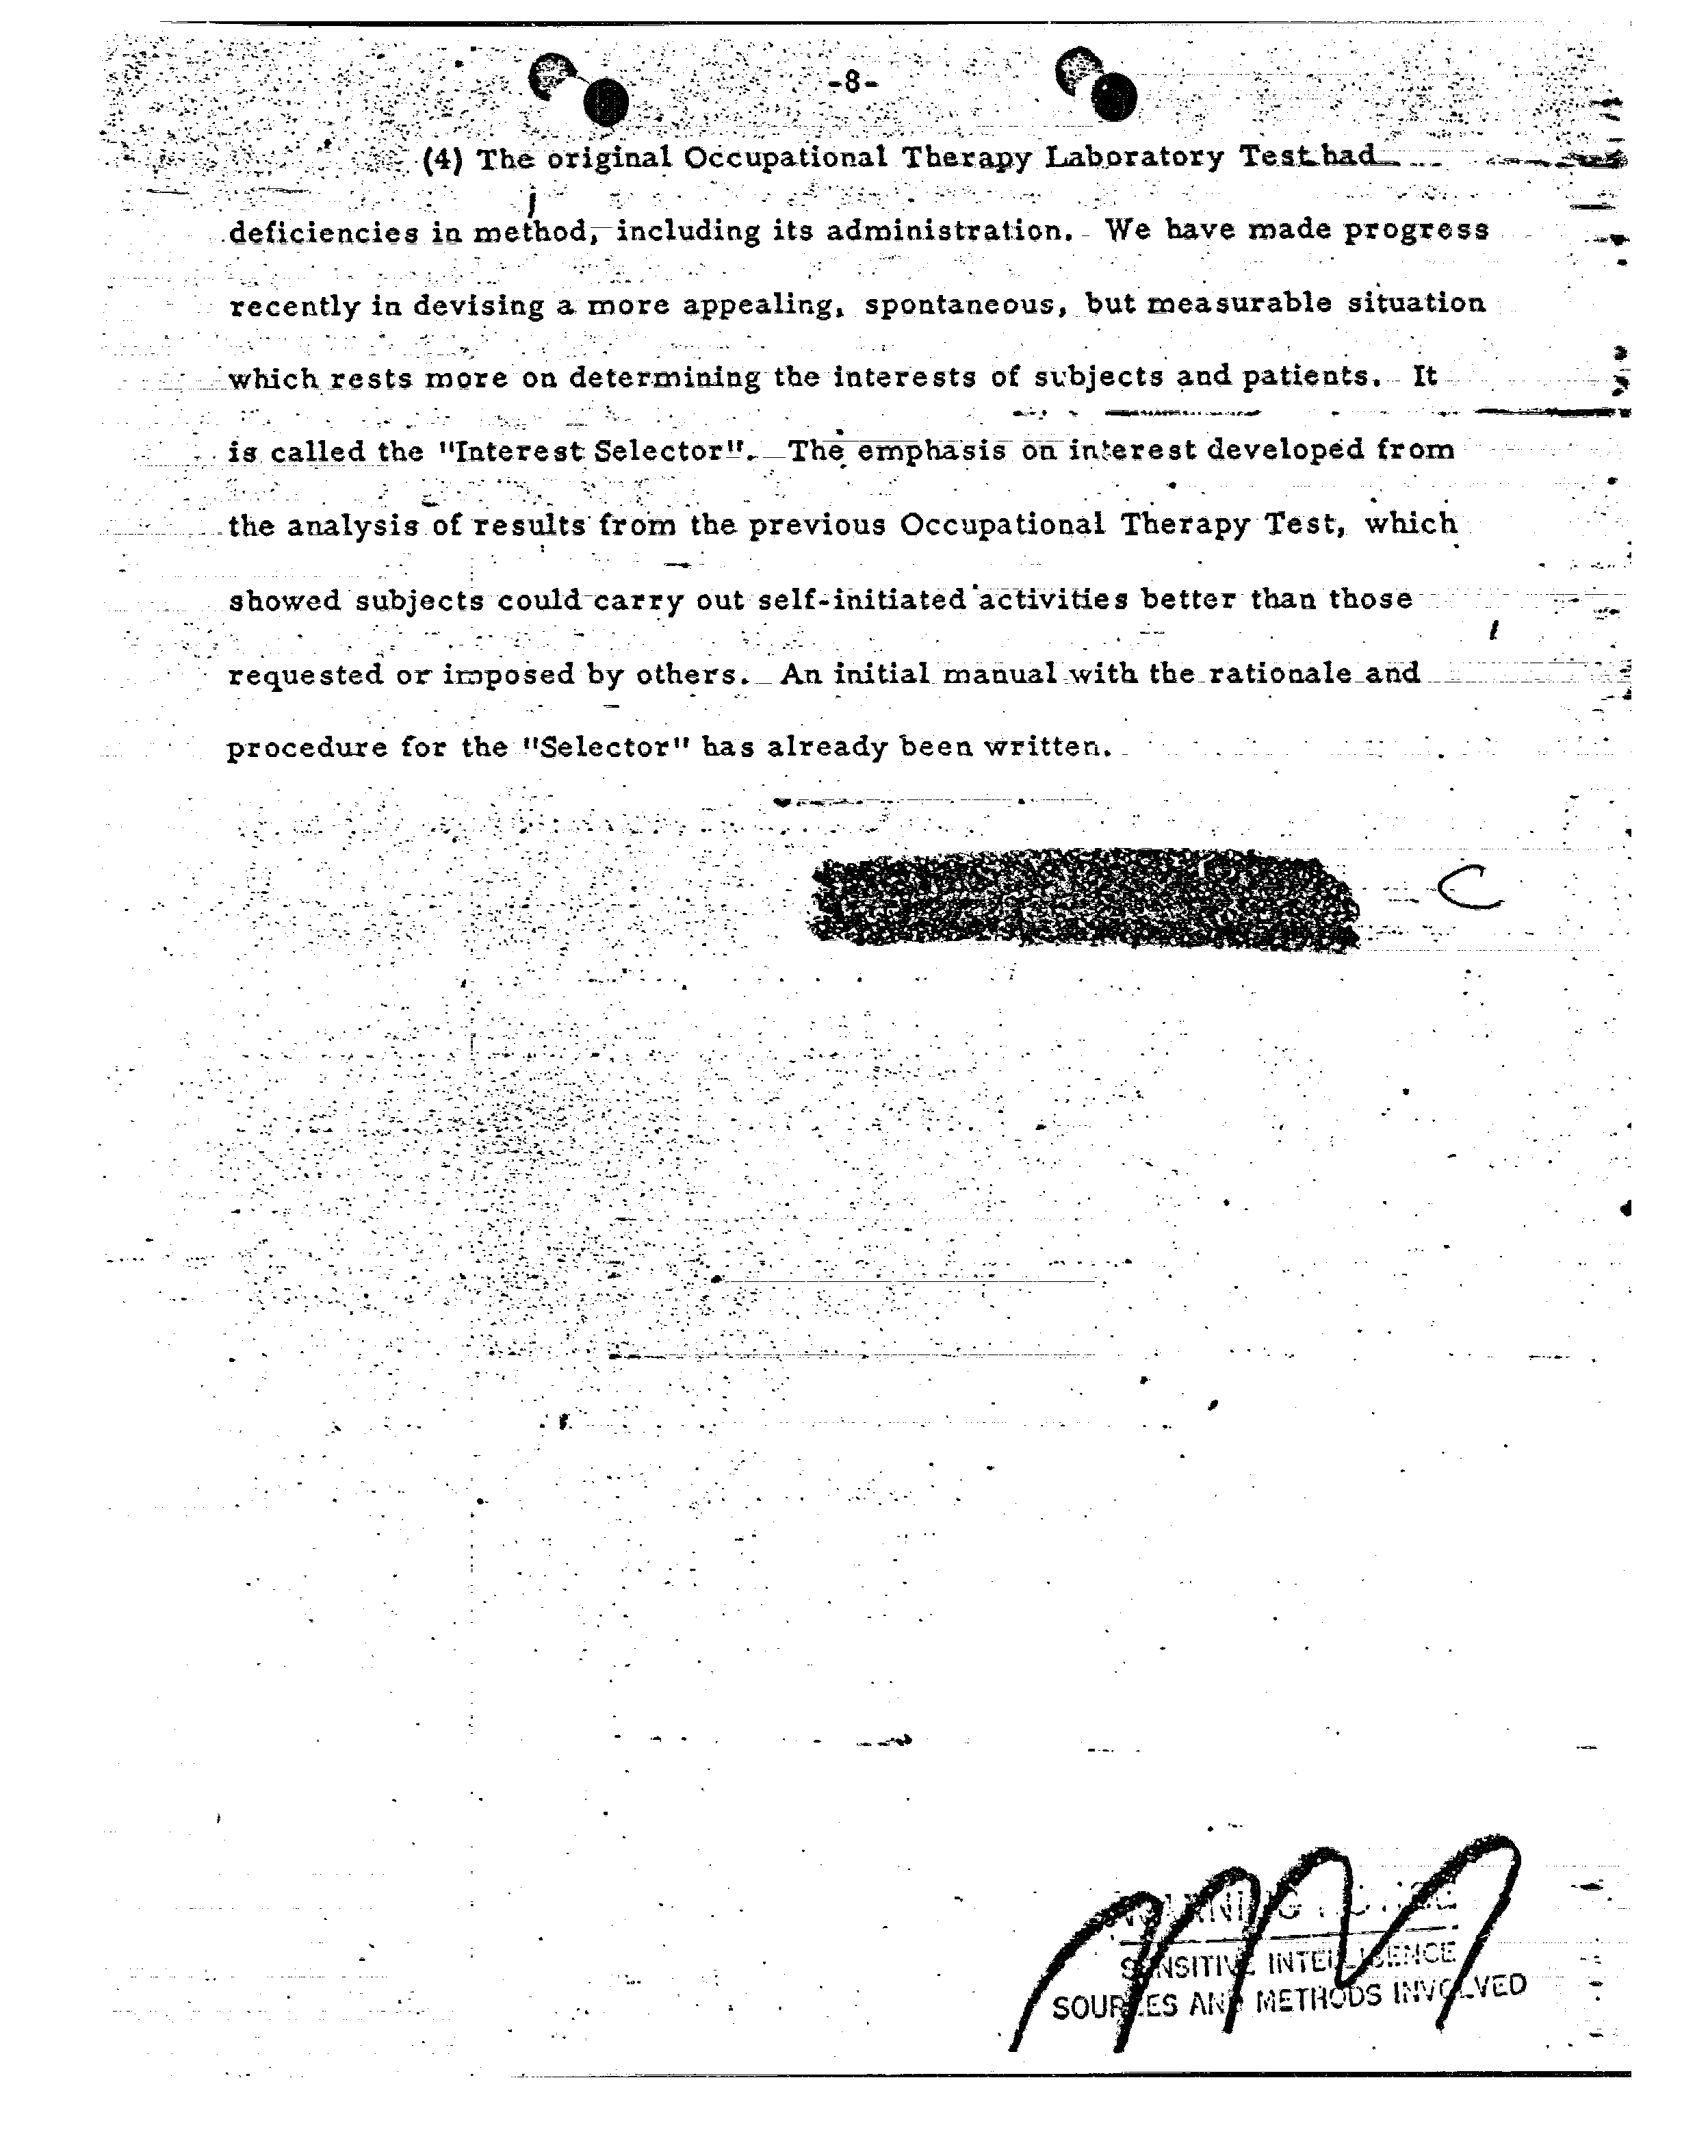 -8-
(4) The original Occupational Therapy Laboratory Test had
deficiencies in method, including its administration. We have made progress
recently in devising a more appealing, spontaneous, but measurable situation
which rests more on determining the interests of subjects and patients. It
is called the "Interest Selector". The emphasis on interest developed from
the analysis of results from the previous Occupational Therapy Test, which
showed subjects could carry out self-initiated activities better than those
requested or imposed by others. An initial manual with the rationale and
procedure for the "Selector" has already been written.
C
WARNING NOTICE
SENSITIVE INTELLIGENCE
SOURCES AND METHODS INVOLVED